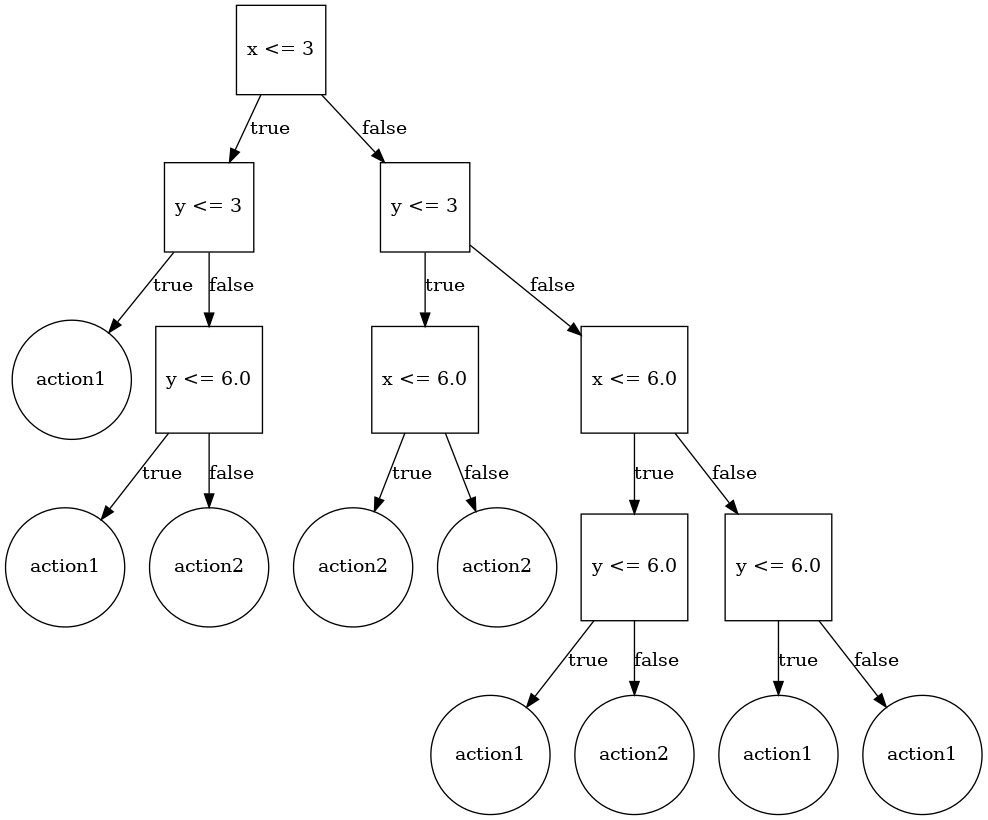 x <= 3
true
false
y <= 3
y <= 3
true
false
true
false
action1
y <= 6.0
x <= 6.0
x <= 6.0
true
false
true
false
true
false
action1
action2
action2
action2
y <= 6.0
y <= 6.0
true
false
true
false
action1
action2
action1
action1